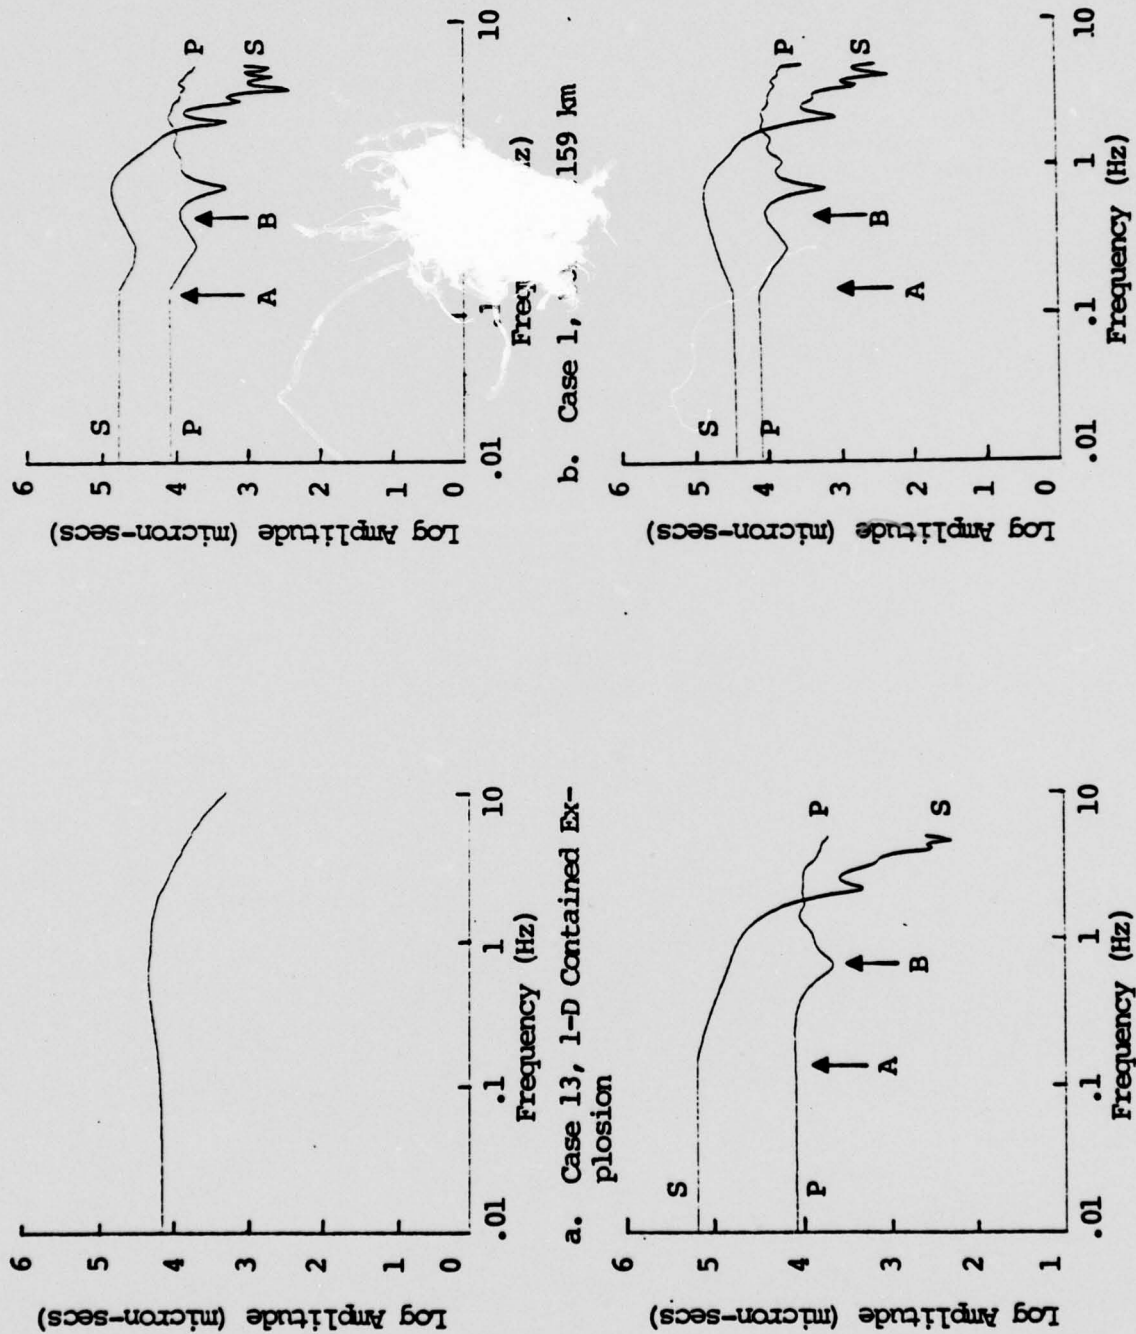 Log Amplitude (micron-secs)
6
5
4
3
2
1
0
.01
.1
1
10
Frequency (Hz)
a. Case 13, 1-D Contained Ex-
plosion
Log Amplitude (micron-secs)
6
5
4
3
2
1
0
S
P
A
B
P
S
.01
.1
10
b. Case 1, 159 km
Log Amplitude (micron-secs)
6
5
4
3
2
1
S
P
A
B
P
S
.01
.1
1
10
Frequency (Hz)
Log Amplitude (micron-secs)
6
5
4
3
2
1
0
S
P
A
B
P
S
.01
.1
1
10
Frequency (Hz)